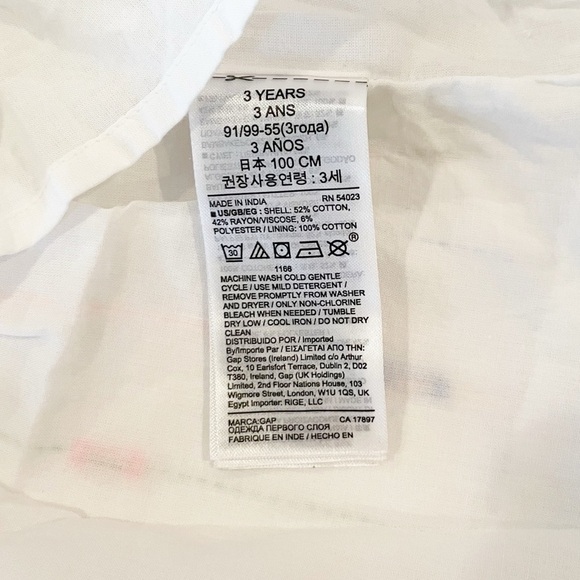 3 YEARS
3 ANS
91/99-55(3года)
3 AÑOS
日本 100 CM
권장사용연령 : 3세
MADE IN INDIA RN 54023
■ US/GB/EG : SHELL: 52% COTTON,
42% RAYON/VISCOSE, 6%
POLYESTER / LINING: 100% COTTON
30 ®
1166
MACHINE WASH COLD GENTLE
CYCLE / USE MILD DETERGENT /
REMOVE PROMPTLY FROM WASHER
AND DRYER / ONLY NON-CHLORINE
BLEACH WHEN NEEDED / TUMBLE
DRY LOW / COOL IRON / DO NOT DRY
CLEAN
DISTRIBUIDO POR / Imported
By/Importe Par / ΕΙΣΑΓΕΤΑΙ ΑΠΟ ΤΗΝ:
Gap Stores (Ireland) Limited c/o Arthur
Cox, 10 Earlsfort Terrace, Dublin 2, D02
T380, Ireland, Gap (UK Holdings)
Limited, 2nd Floor Nations House, 103
Wigmore Street, London, W1U 1QS, UK
Egypt Importer: RIGE, LLC
MARCA:GAP CA 17897
ОДЕЖДА ПЕРВОГО СЛОЯ
FABRIQUE EN INDE / HECHO EN